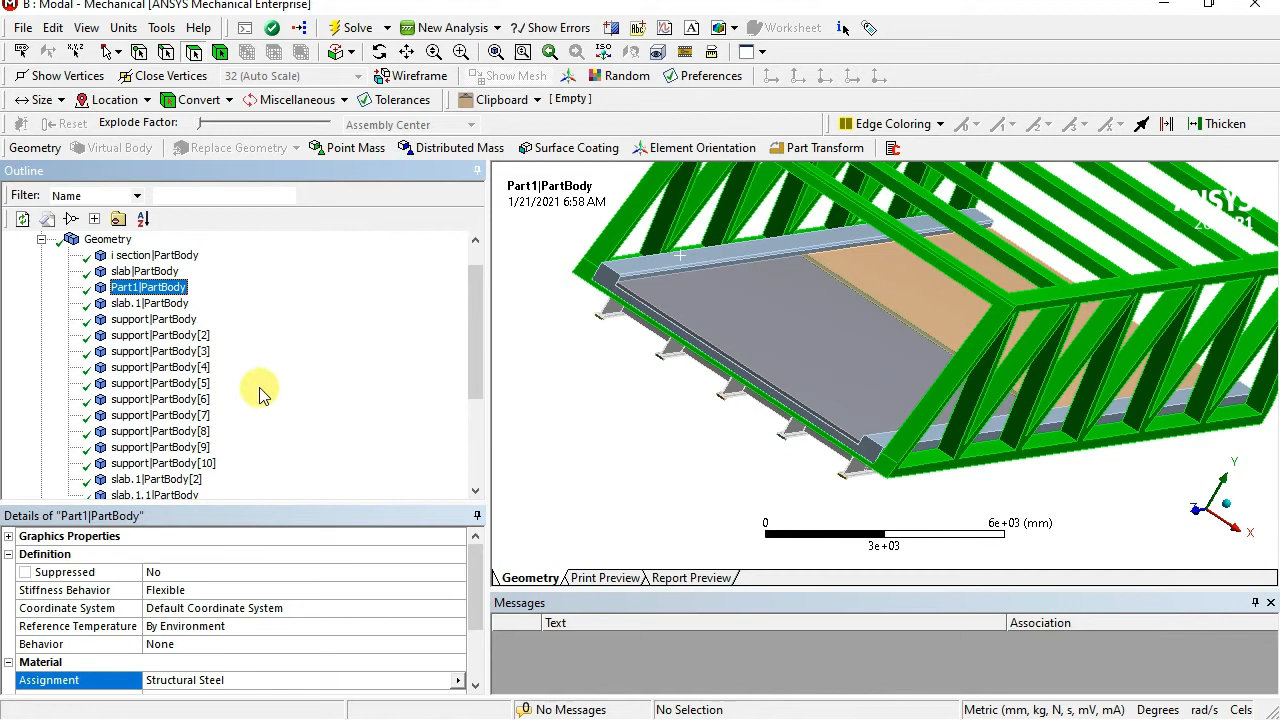 B : Modal - Mechanical [ANSYS Mechanical Enterprise]
File Edit View Units Tools Help Solve New Analysis ?/ Show Errors Worksheet
Show Vertices Close Vertices 32 (Auto Scale) Wireframe Show Mesh Random Preferences
Size Location Convert Miscellaneous Tolerances Clipboard [ Empty ]
Reset Explode Factor: Assembly Center Edge Coloring Thicken
Geometry Virtual Body Replace Geometry Point Mass Distributed Mass Surface Coating Element Orientation Part Transform
Outline
Filter: Name
Geometry
i section|PartBody
slab|PartBody
Part1|PartBody
slab.1|PartBody
support|PartBody
support|PartBody[2]
support|PartBody[3]
support|PartBody[4]
support|PartBody[5]
support|PartBody[6]
support|PartBody[7]
support|PartBody[8]
support|PartBody[9]
support|PartBody[10]
slab.1|PartBody[2]
slab.1.1|PartBody
Details of "Part1|PartBody"
Graphics Properties
Definition
Suppressed No
Stiffness Behavior Flexible
Coordinate System Default Coordinate System
Reference Temperature By Environment
Behavior None
Material
Assignment Structural Steel
Part1|PartBody
1/21/2021 6:58 AM
ANSYS
Y
Z
X
0 6e+03 (mm)
3e+03
Geometry Print Preview Report Preview
Messages
Text Association
No Messages No Selection Metric (mm, kg, N, s, mV, mA) Degrees rad/s Cels